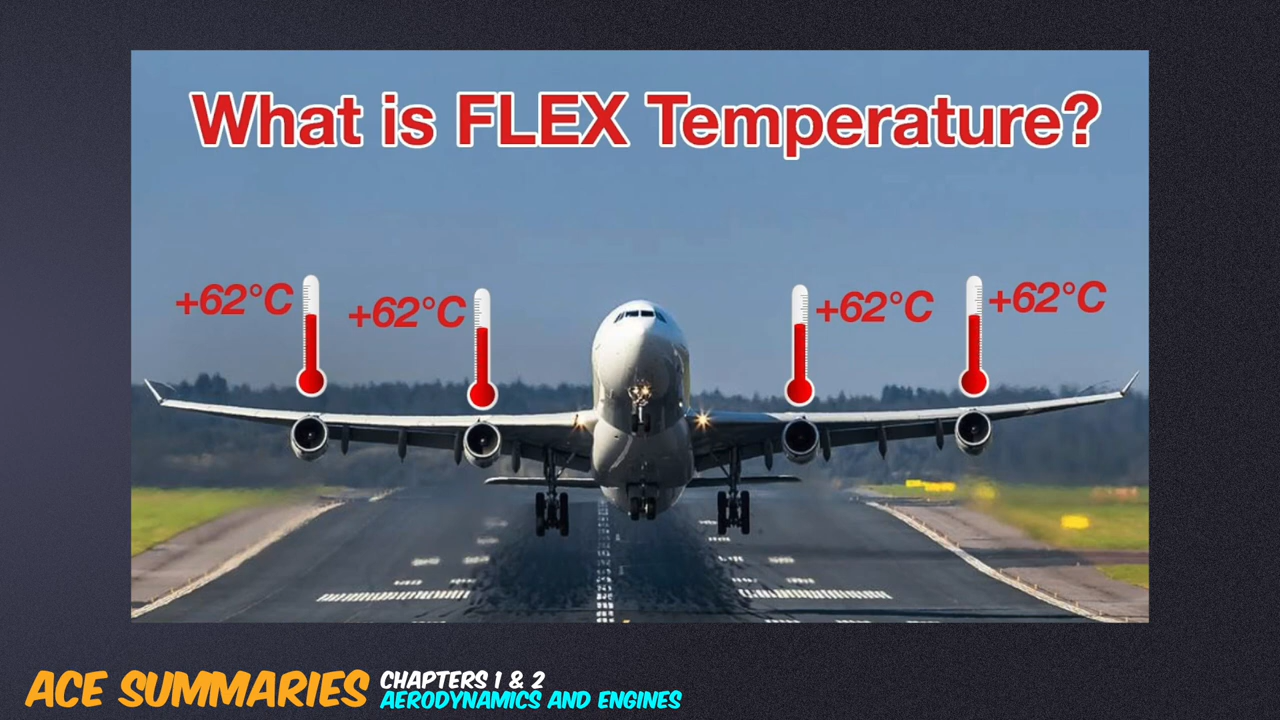 What is FLEX Temperature?
+62°C
+62°C
+62°C
+62°C
ACE SUMMARIES
CHAPTERS 1 & 2
AERODYNAMICS AND ENGINES